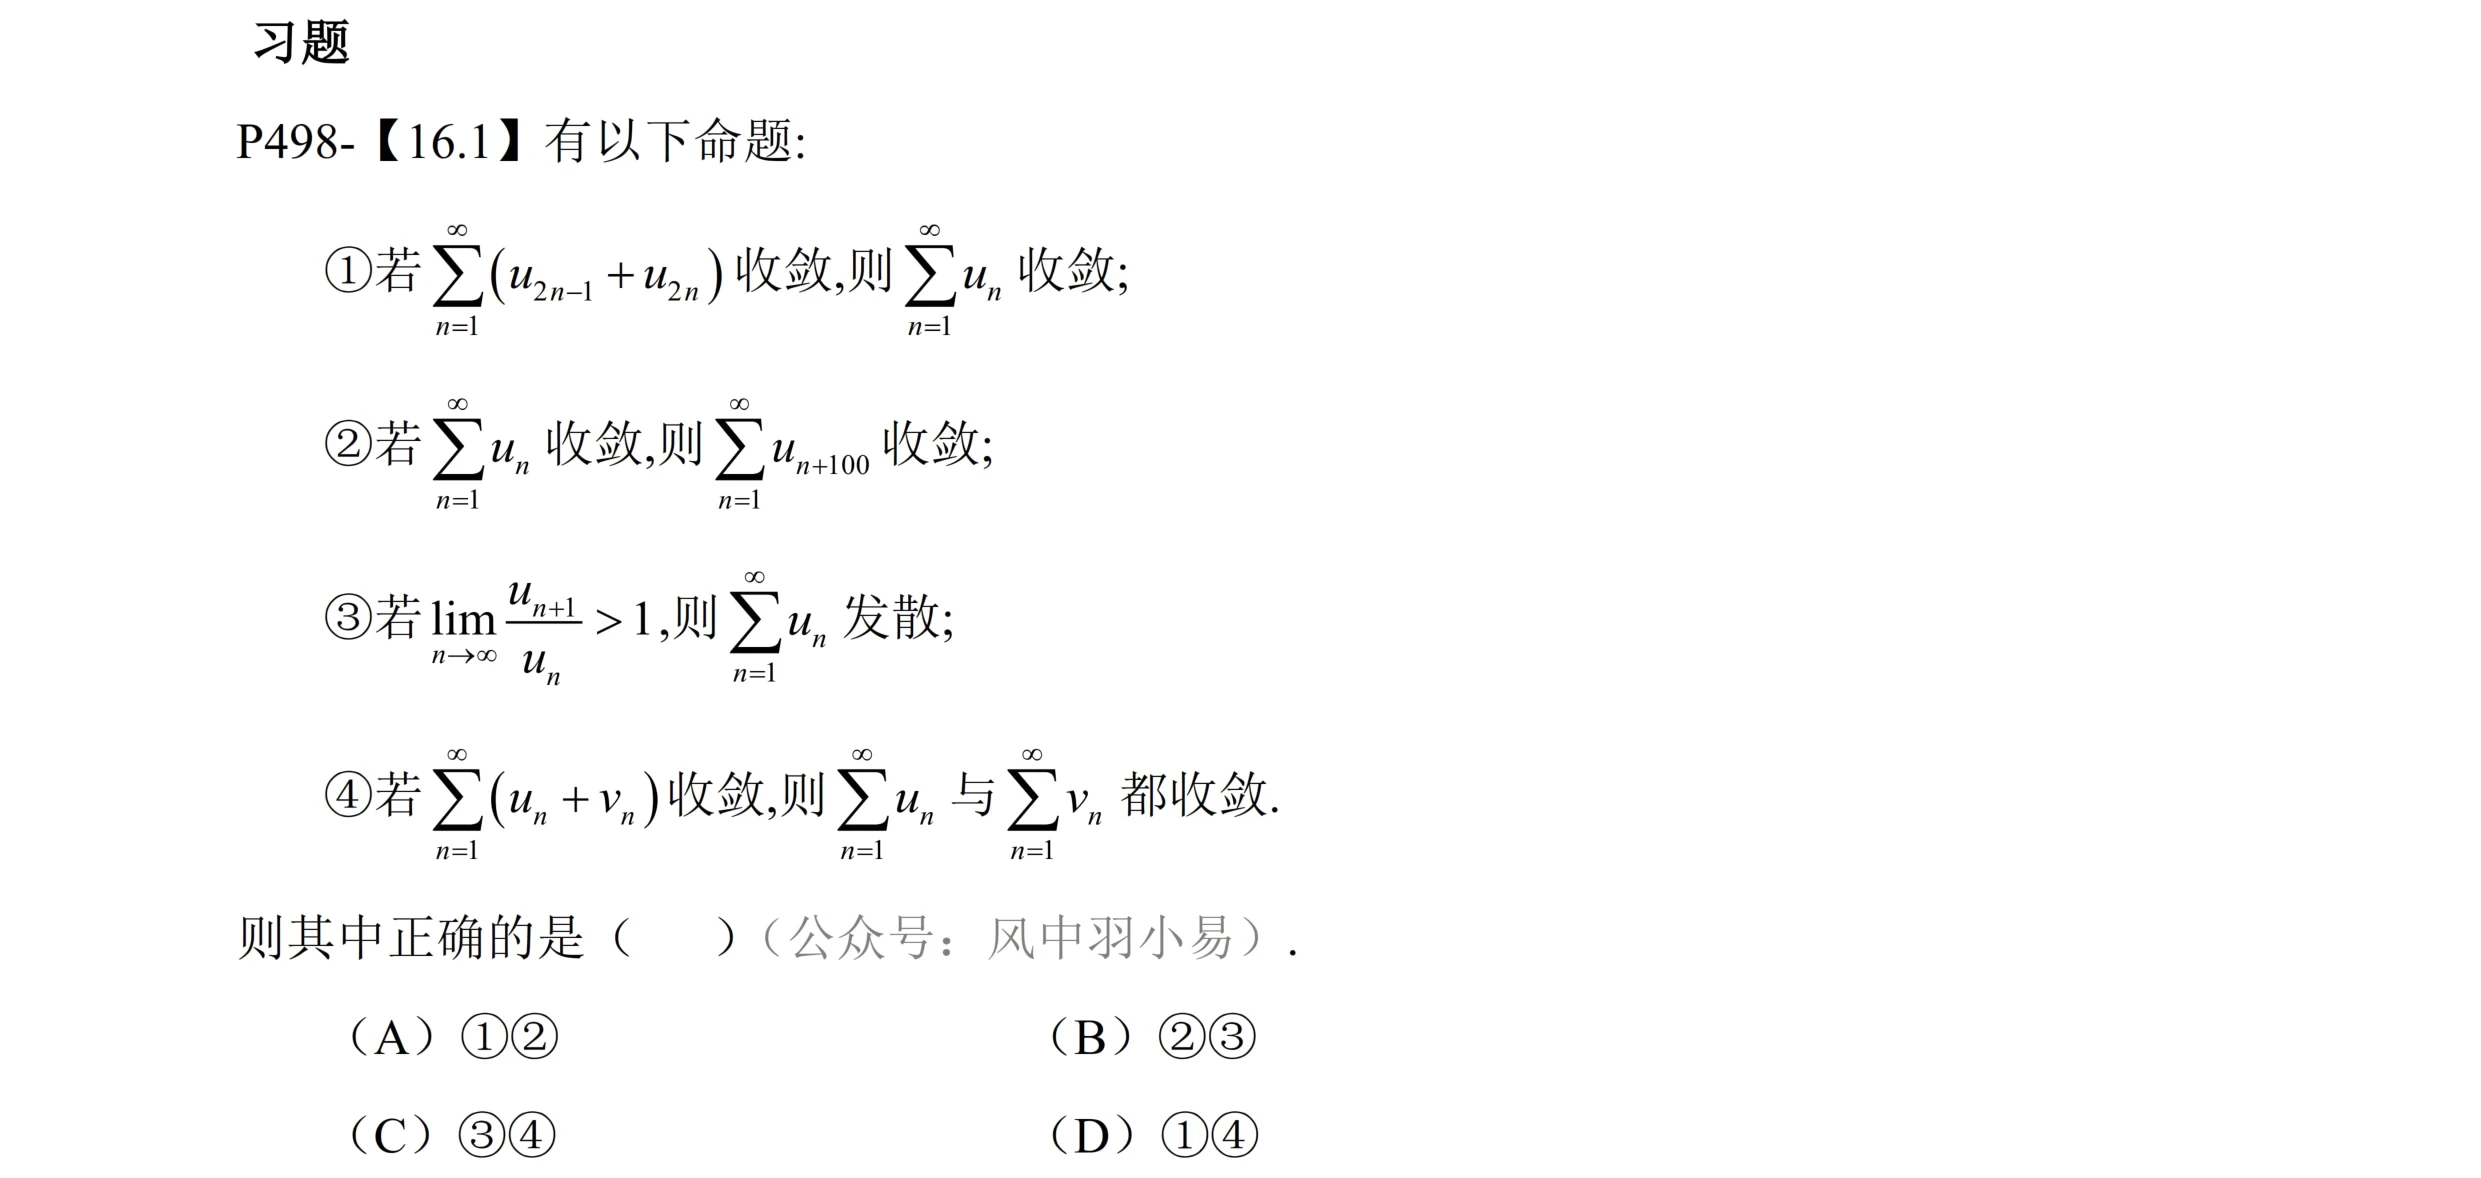 习题
P498-【16.1】有以下命题:
①若 $\sum_{n=1}^{\infty}(u_{2n-1}+u_{2n})$ 收敛,则 $\sum_{n=1}^{\infty}u_n$ 收敛;
②若 $\sum_{n=1}^{\infty}u_n$ 收敛,则 $\sum_{n=1}^{\infty}u_{n+100}$ 收敛;
③若 $\lim_{n\to\infty}\frac{u_{n+1}}{u_n}>1$,则 $\sum_{n=1}^{\infty}u_n$ 发散;
④若 $\sum_{n=1}^{\infty}(u_n+v_n)$ 收敛,则 $\sum_{n=1}^{\infty}u_n$ 与 $\sum_{n=1}^{\infty}v_n$ 都收敛.
则其中正确的是（ ）（公众号：风中羽小易）.
（A）①② （B）②③
（C）③④ （D）①④